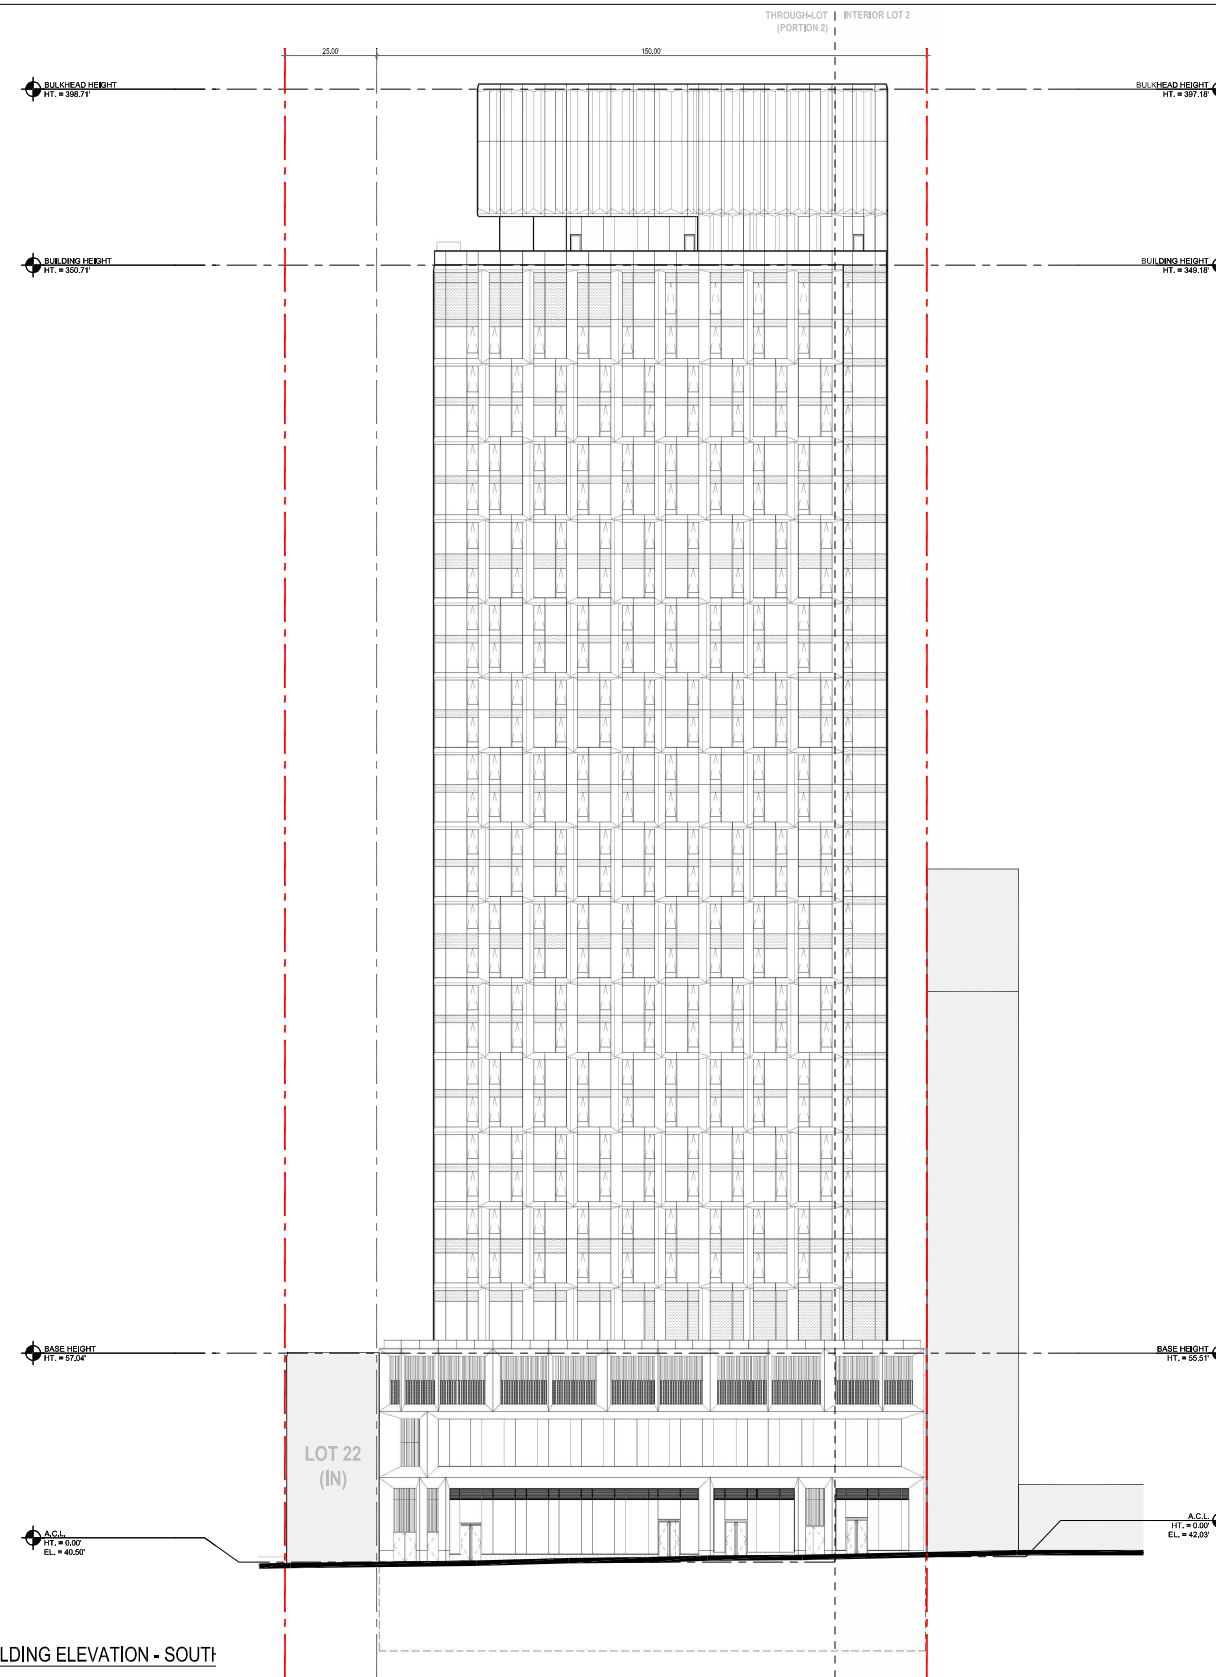 THROUGH-LOT
(PORTION 2)
INTERIOR LOT 2
25.00'
150.00'
BULKHEAD HEIGHT
HT. = 398.71'
BULKHEAD HEIGHT
HT. = 397.18'
BUILDING HEIGHT
HT. = 350.71'
BUILDING HEIGHT
HT. = 349.18'
BASE HEIGHT
HT. = 57.04'
BASE HEIGHT
HT. = 55.51'
LOT 22
(IN)
A.C.L.
HT. = 0.00'
EL. = 40.50'
A.C.L.
HT. = 0.00'
EL. = 42.03'
LDING ELEVATION - SOUTH